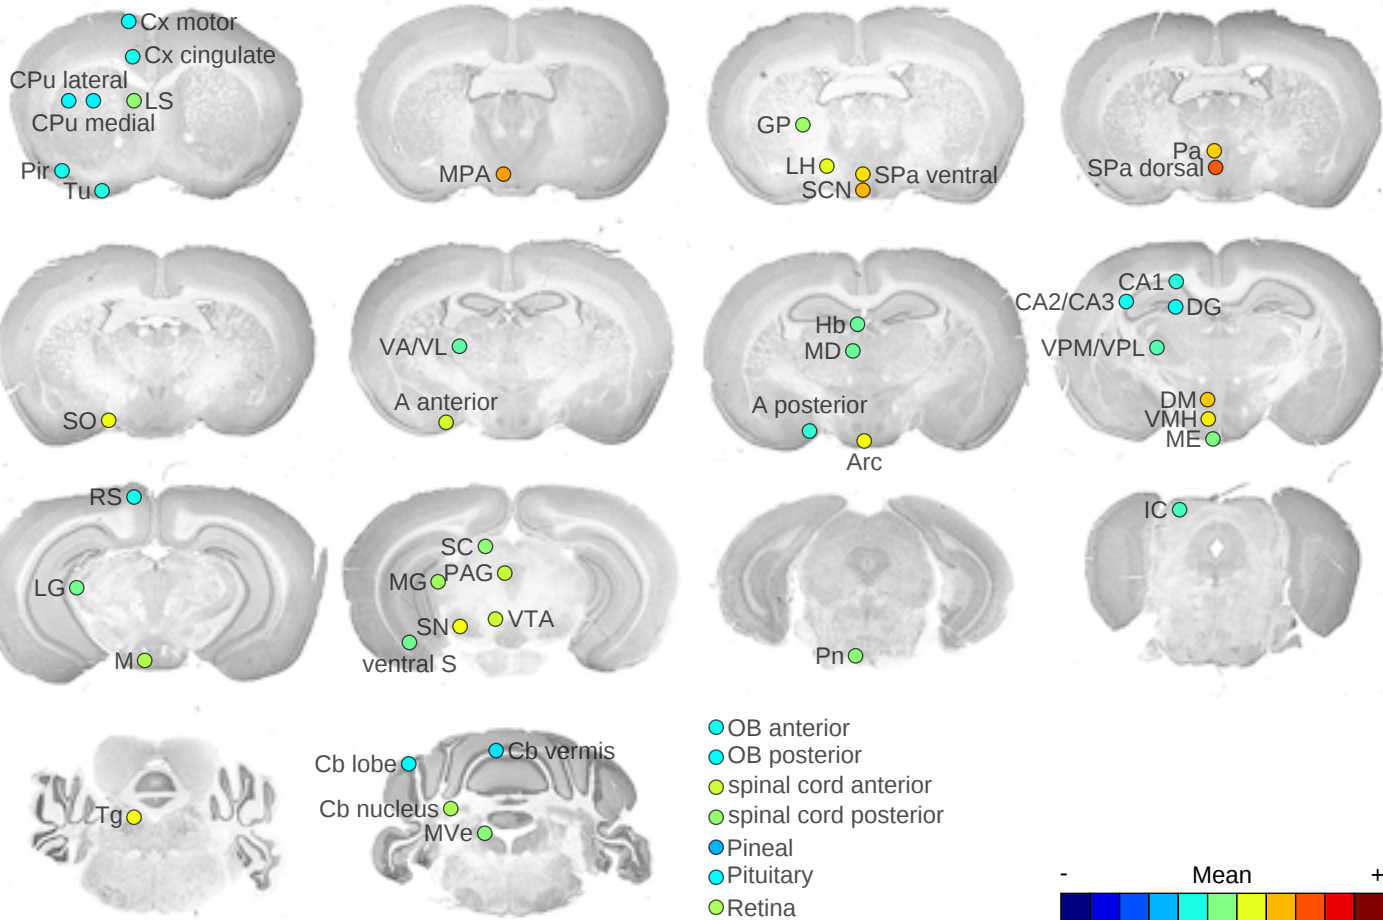 Cx motor
Cx cingulate
CPu lateral
LS
CPu medial
Pir
Tu
MPA
GP
LH
SPa ventral
SCN
Pa
SPa dorsal
SO
VA/VL
A anterior
Hb
MD
A posterior
Arc
CA1
CA2/CA3
DG
VPM/VPL
DM
VMH
ME
RS
LG
M
SC
MG
PAG
SN
VTA
ventral S
Pn
IC
Tg
Cb lobe
Cb vermis
Cb nucleus
MVe
OB anterior
OB posterior
spinal cord anterior
spinal cord posterior
Pineal
Pituitary
Retina
- Mean +